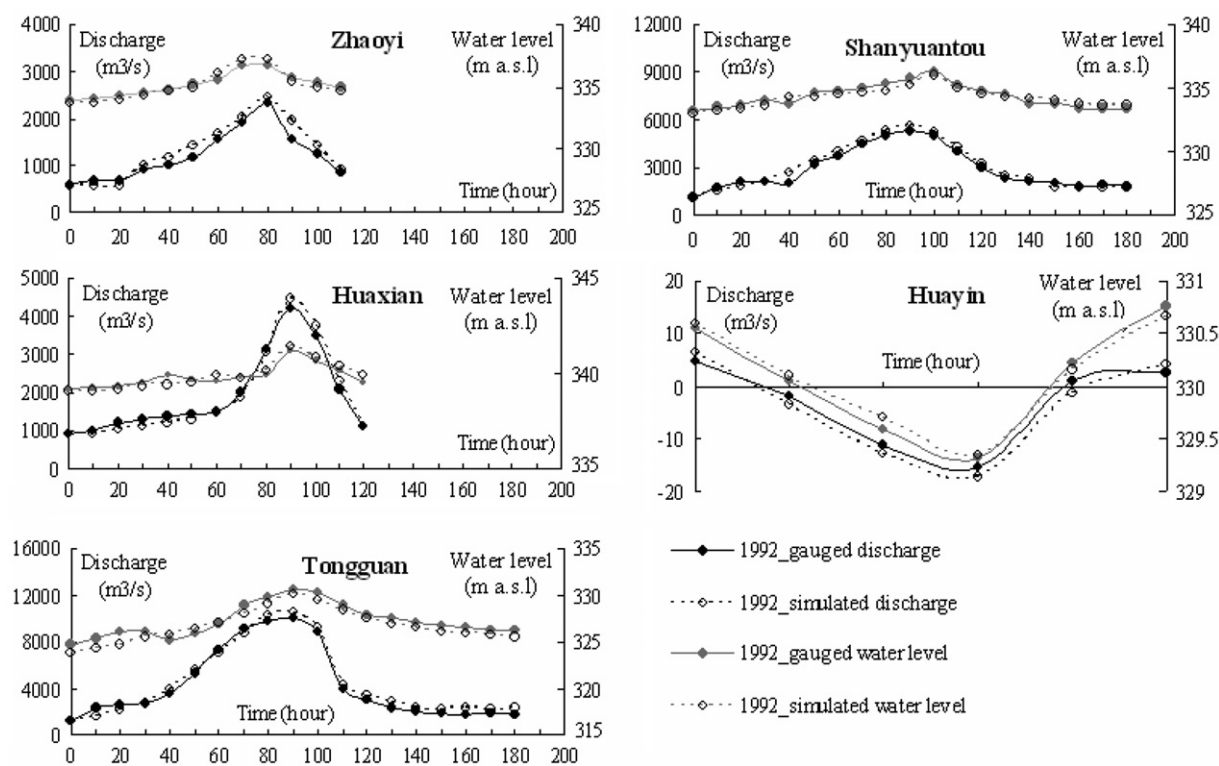 4000 340 12000 340
Discharge Zhaoyi Water level Discharge Shanyuantou Water level
(m3/s) (m a.s.l) (m3/s) (m a.s.l)
3000 335 9000 335
2000 6000
330 330
1000 3000
Time (hour) Time (hour)
0 325 0 325
0 20 40 60 80 100 120 140 160 180 200 0 20 40 60 80 100 120 140 160 180 200
5000 345 20 331
Discharge Huaxian Water level Discharge Huayin Water level
(m3/s) (m a.s.l) (m3/s) (m a.s.l)
4000 10 330.5
3000 Time (hour)
340 0 330
2000
1000 -10 329.5
Time (hour)
0 335 -20 329
0 20 40 60 80 100 120 140 160 180 200
16000 335
Discharge Tongguan Water level
(m3/s) (m a.s.l)
12000 330
8000 325
4000 320
Time (hour)
0 315
0 20 40 60 80 100 120 140 160 180 200
1992_gauged discharge
1992_simulated discharge
1992_gauged water level
1992_simulated water level